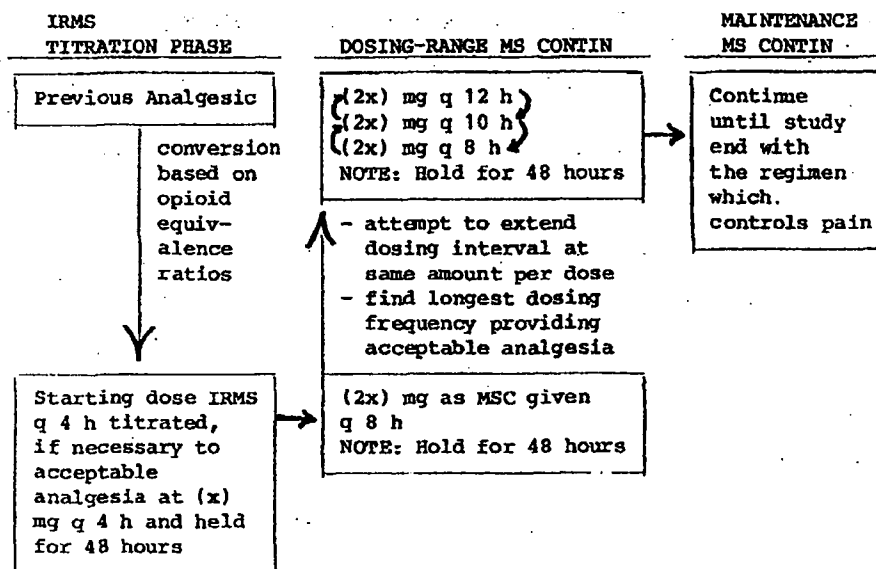 IRMS
TITRATION PHASE
Previous Analgesic
conversion
based on
opioid
equiv-
alence
ratios
Starting dose IRMS
q 4 h titrated,
if necessary to
acceptable
analgesia at (x)
mg q 4 h and held
for 48 hours
DOSING-RANGE MS CONTIN
(2x) mg q 12 h
(2x) mg q 10 h
(2x) mg q 8 h
NOTE: Hold for 48 hours
- attempt to extend
dosing interval at
same amount per dose
- find longest dosing
frequency providing
acceptable analgesia
(2x) mg as MSC given
q 8 h
NOTE: Hold for 48 hours
MAINTENANCE
MS CONTIN
Continue
until study
end with
the regimen
which.
controls pain